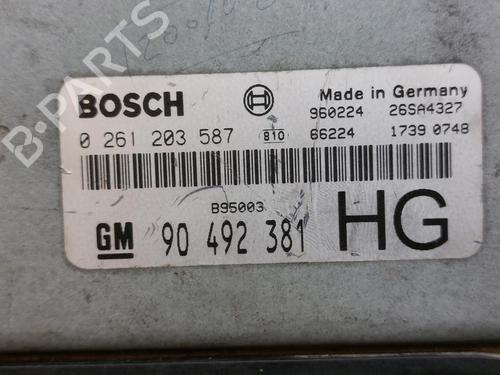 BOSCH
Made in Germany
960224 26SA4327
0 261 203 587 810 66224 1739 0748
B95003
GM 90 492 381 HG
B-PARTS